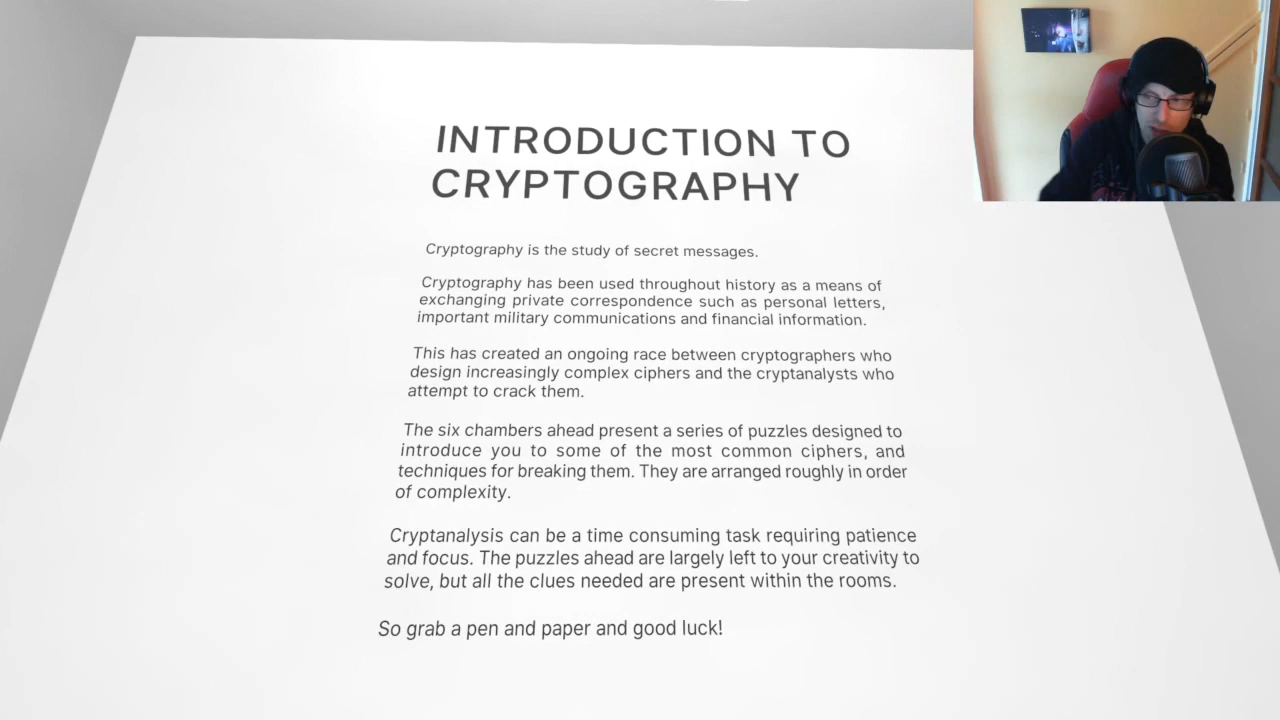 INTRODUCTION TO
CRYPTOGRAPHY
Cryptography is the study of secret messages.
Cryptography has been used throughout history as a means of
exchanging private correspondence such as personal letters,
important military communications and financial information.
This has created an ongoing race between cryptographers who
design increasingly complex ciphers and the cryptanalysts who
attempt to crack them.
The six chambers ahead present a series of puzzles designed to
introduce you to some of the most common ciphers, and
techniques for breaking them. They are arranged roughly in order
of complexity.
Cryptanalysis can be a time consuming task requiring patience
and focus. The puzzles ahead are largely left to your creativity to
solve, but all the clues needed are present within the rooms.
So grab a pen and paper and good luck!